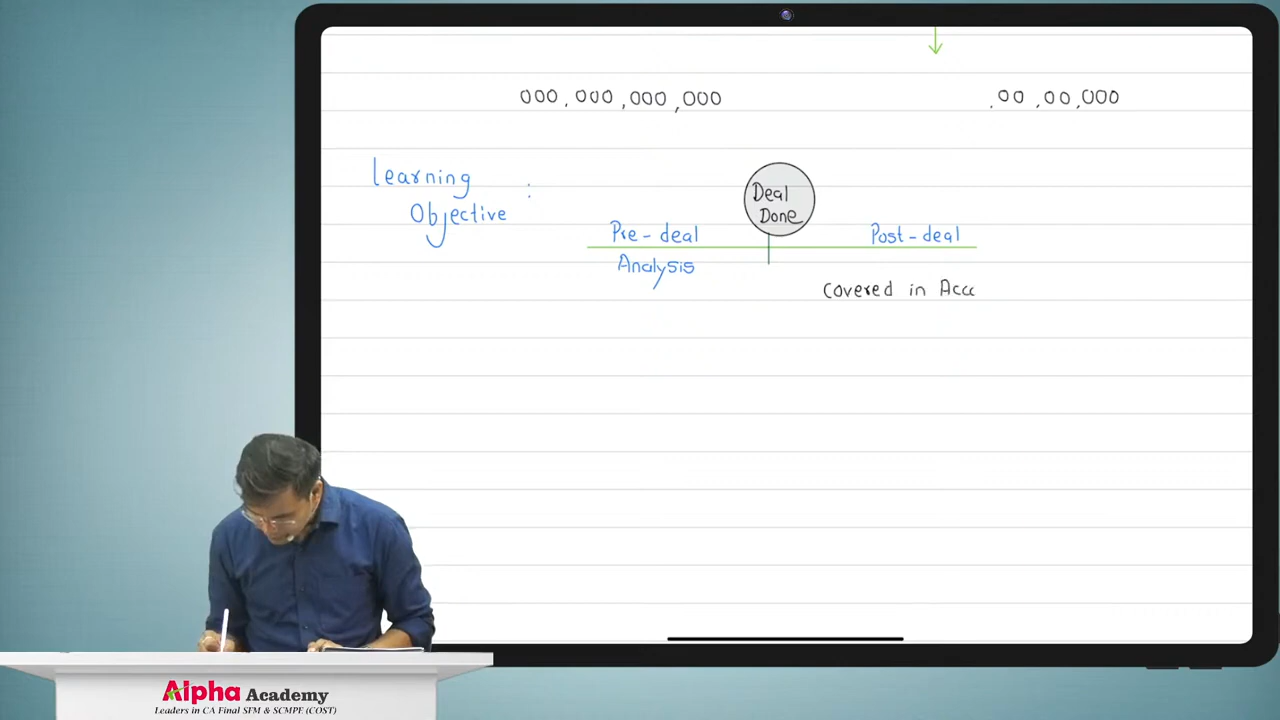 000,000,000,000
.00,00,000
Learning
Objective :
Deal
Done
Pre-deal
Post-deal
Analysis
Covered in Acc
Alpha Academy
Leaders in CA Final SFM & SCMPE (COST)